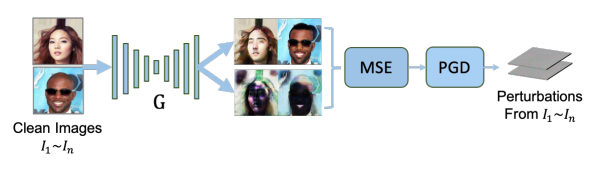 G
MSE
PGD
Clean Images
I₁~Iₙ
Perturbations
From I₁~Iₙ